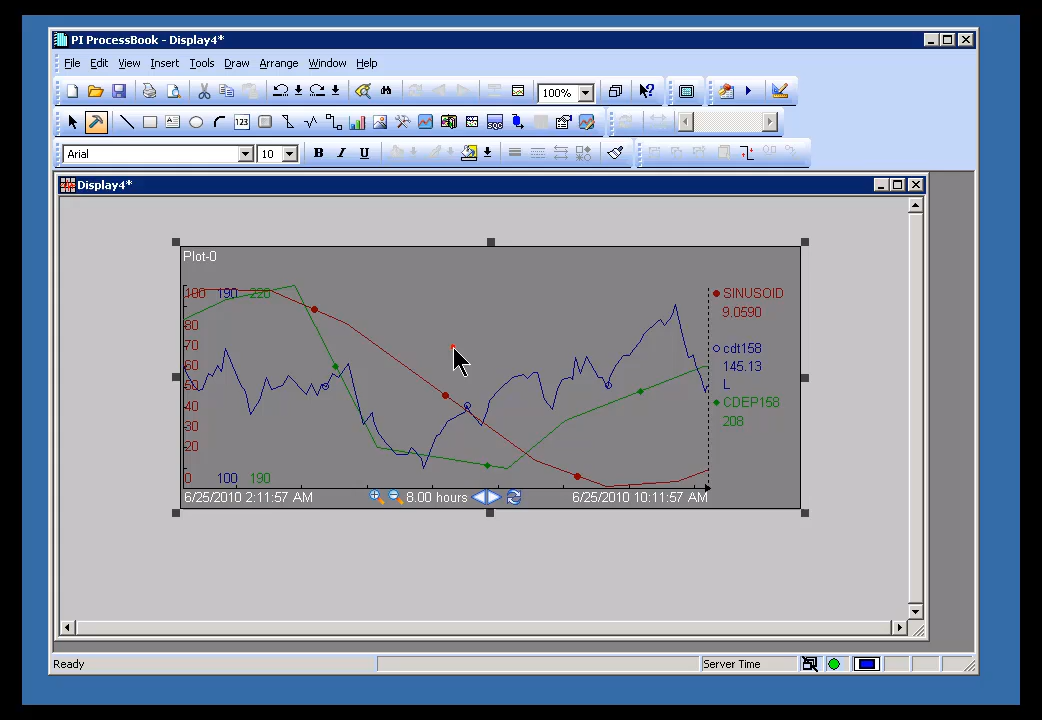 PI ProcessBook - Display4*
File Edit View Insert Tools Draw Arrange Window Help
100%
123
SQC
Arial 10 B I U
Display4*
Plot-0
100 190 220
80
70
60
50
40
30
20
0 100 190
SINUSOID
9.0590
cdt158
145.13
L
CDEP158
208
6/25/2010 2:11:57 AM 8.00 hours 6/25/2010 10:11:57 AM
Ready Server Time